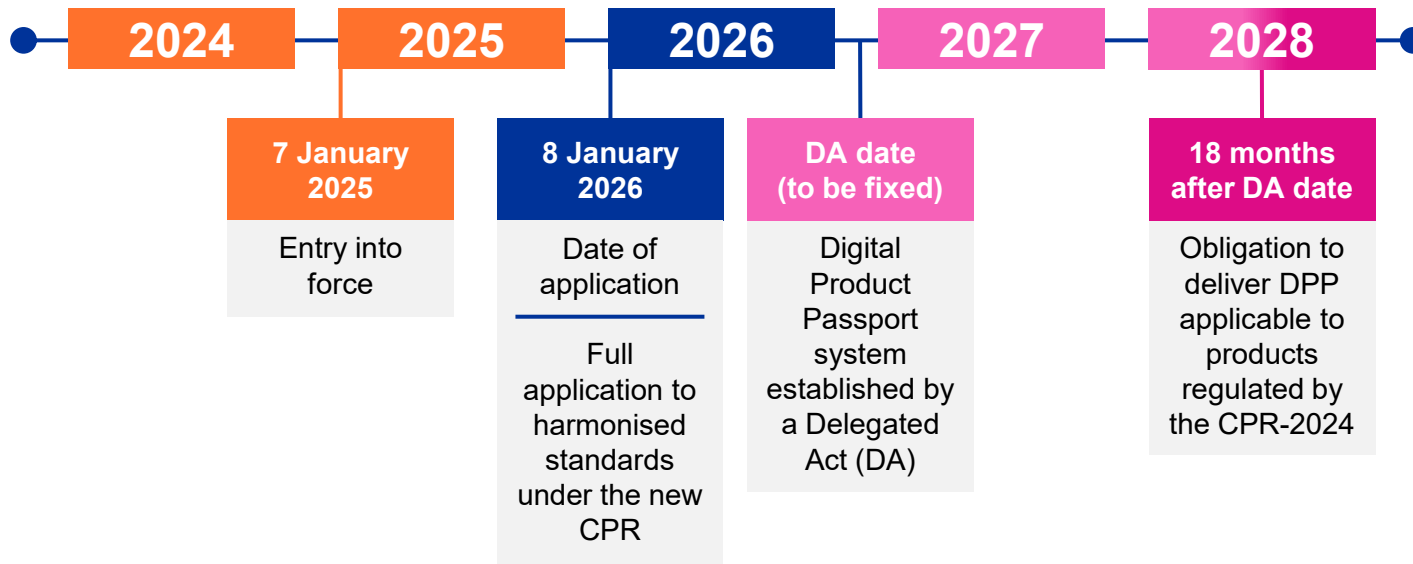 2024
2025
2026
2027
2028
7 January
2025
Entry into
force
8 January
2026
Date of
application
Full
application to
harmonised
standards
under the new
CPR
DA date
(to be fixed)
Digital
Product
Passport
system
established by
a Delegated
Act (DA)
18 months
after DA date
Obligation to
deliver DPP
applicable to
products
regulated by
the CPR-2024